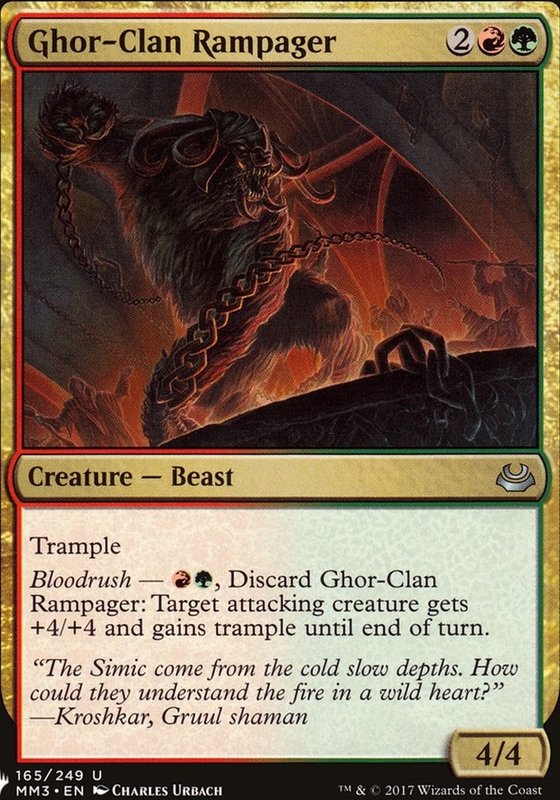 Ghor-Clan Rampager 2
Creature — Beast
Trample
Bloodrush — , Discard Ghor-Clan
Rampager: Target attacking creature gets
+4/+4 and gains trample until end of turn.
“The Simic come from the cold slow depths. How
could they understand the fire in a wild heart?”
—Kroshkar, Gruul shaman
4/4
165/249 U
MM3 • EN Charles Urbach
™ & © 2017 Wizards of the Coast